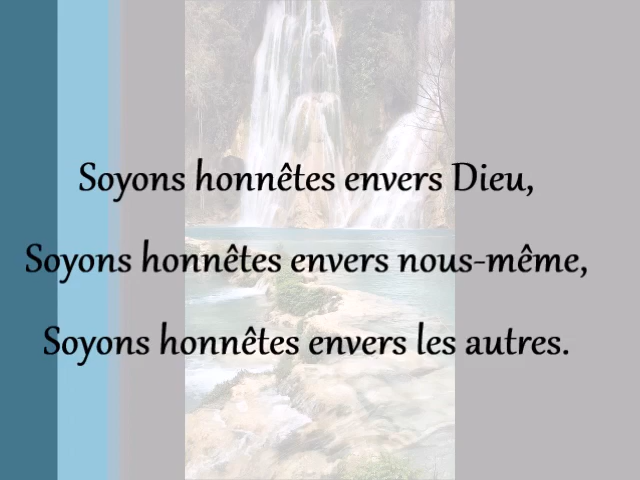 Soyons honnêtes envers Dieu,
Soyons honnêtes envers nous-même,
Soyons honnêtes envers les autres.